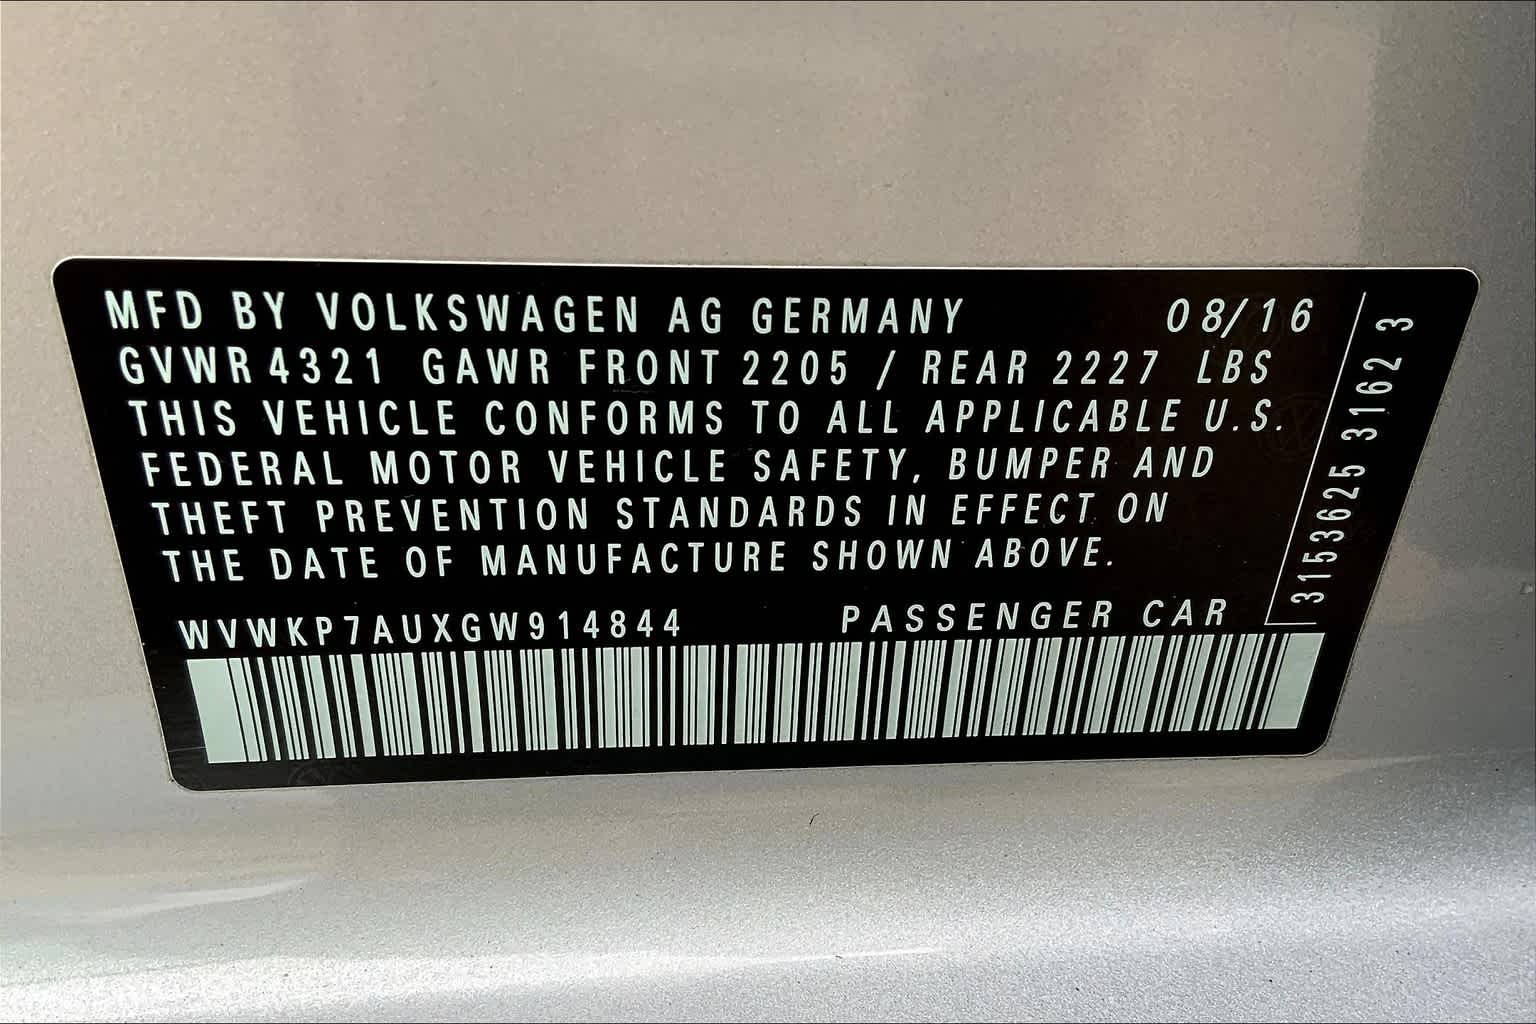 MFD BY VOLKSWAGEN AG GERMANY 08/16
GVWR 4321 GAWR FRONT 2205 / REAR 2227 LBS
THIS VEHICLE CONFORMS TO ALL APPLICABLE U.S.
FEDERAL MOTOR VEHICLE SAFETY, BUMPER AND
THEFT PREVENTION STANDARDS IN EFFECT ON
THE DATE OF MANUFACTURE SHOWN ABOVE.
WVWKP7AUXGW914844 PASSENGER CAR
3153625 3162 3